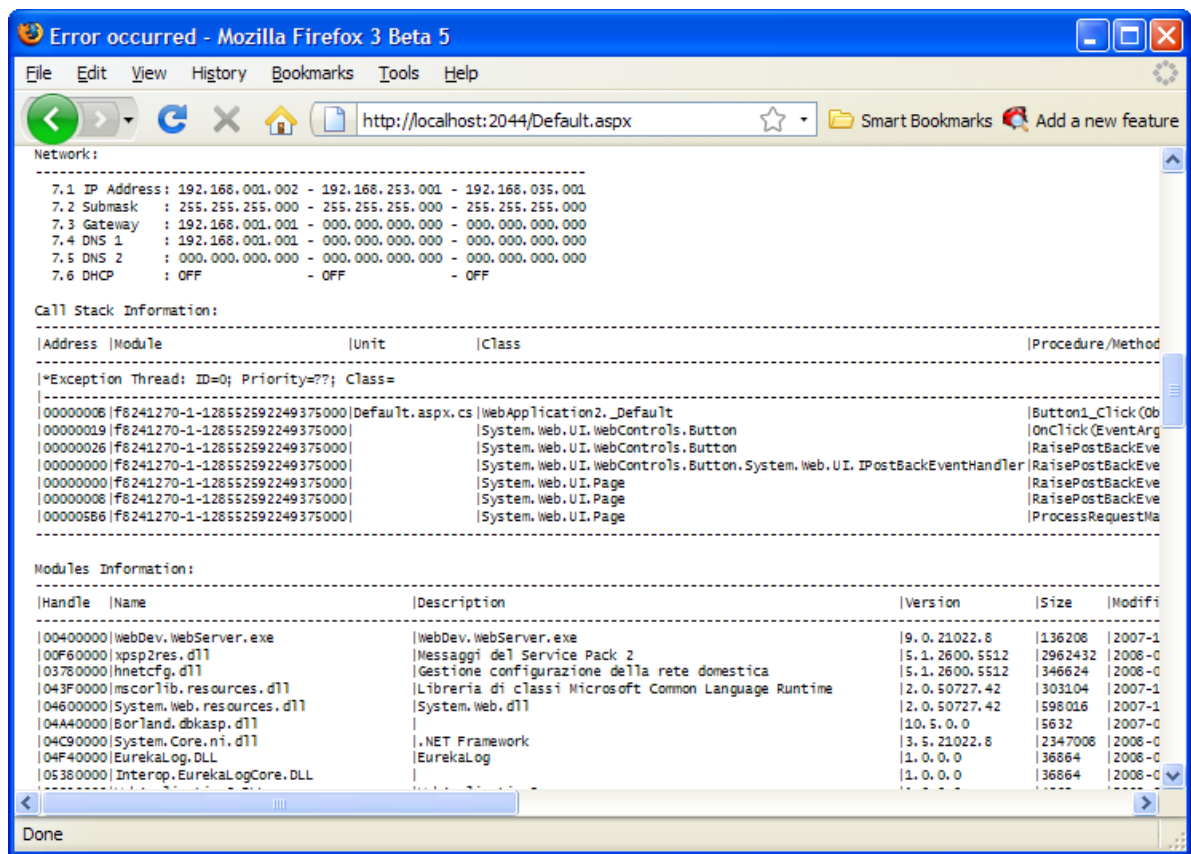 Error occurred - Mozilla Firefox 3 Beta 5
File Edit View History Bookmarks Tools Help
http://localhost:2044/Default.aspx Smart Bookmarks Add a new feature
Network:
-----------------------------------------------------------------------------
7.1 IP Address: 192.168.001.002 - 192.168.253.001 - 192.168.035.001
7.2 Submask : 255.255.255.000 - 255.255.255.000 - 255.255.255.000
7.3 Gateway : 192.168.001.001 - 000.000.000.000 - 000.000.000.000
7.4 DNS 1 : 192.168.001.001 - 000.000.000.000 - 000.000.000.000
7.5 DNS 2 : 000.000.000.000 - 000.000.000.000 - 000.000.000.000
7.6 DHCP : OFF - OFF - OFF
Call Stack Information:
|Address |Module |Unit |Class |Procedure/Method
|*Exception Thread: ID=0; Priority=??; Class=
|0000000B|f8241270-1-128552592249375000|Default.aspx.cs|WebApplication2._Default |Button1_Click(Ob
|00000019|f8241270-1-128552592249375000| |System.Web.UI.WebControls.Button |OnClick(EventArg
|00000026|f8241270-1-128552592249375000| |System.Web.UI.WebControls.Button |RaisePostBackEve
|00000000|f8241270-1-128552592249375000| |System.Web.UI.WebControls.Button.System.Web.UI.IPostBackEventHandler|RaisePostBackEve
|00000000|f8241270-1-128552592249375000| |System.Web.UI.Page |RaisePostBackEve
|00000008|f8241270-1-128552592249375000| |System.Web.UI.Page |RaisePostBackEve
|000005B6|f8241270-1-128552592249375000| |System.Web.UI.Page |ProcessRequestMa
Modules Information:
|Handle |Name |Description |Version |Size |Modifi
|00400000|WebDev.WebServer.exe |WebDev.WebServer.exe |9.0.21022.8 |136208 |2007-1
|00F60000|xpsp2res.dll |Messaggi del Service Pack 2 |5.1.2600.5512 |2962432 |2008-0
|03780000|hnetcfg.dll |Gestione configurazione della rete domestica |5.1.2600.5512 |346624 |2008-0
|043F0000|mscorlib.resources.dll |Libreria di classi Microsoft Common Language Runtime |2.0.50727.42 |303104 |2007-1
|04600000|System.Web.resources.dll |System.Web.dll |2.0.50727.42 |598016 |2007-1
|04A40000|Borland.dbkasp.dll | |10.5.0.0 |5632 |2007-0
|04C90000|System.Core.ni.dll |.NET Framework |3.5.21022.8 |2347008 |2008-0
|04F40000|EurekaLog.DLL |EurekaLog |1.0.0.0 |36864 |2008-0
|05380000|Interop.EurekaLogCore.DLL | |1.0.0.0 |36864 |2008-0
Done